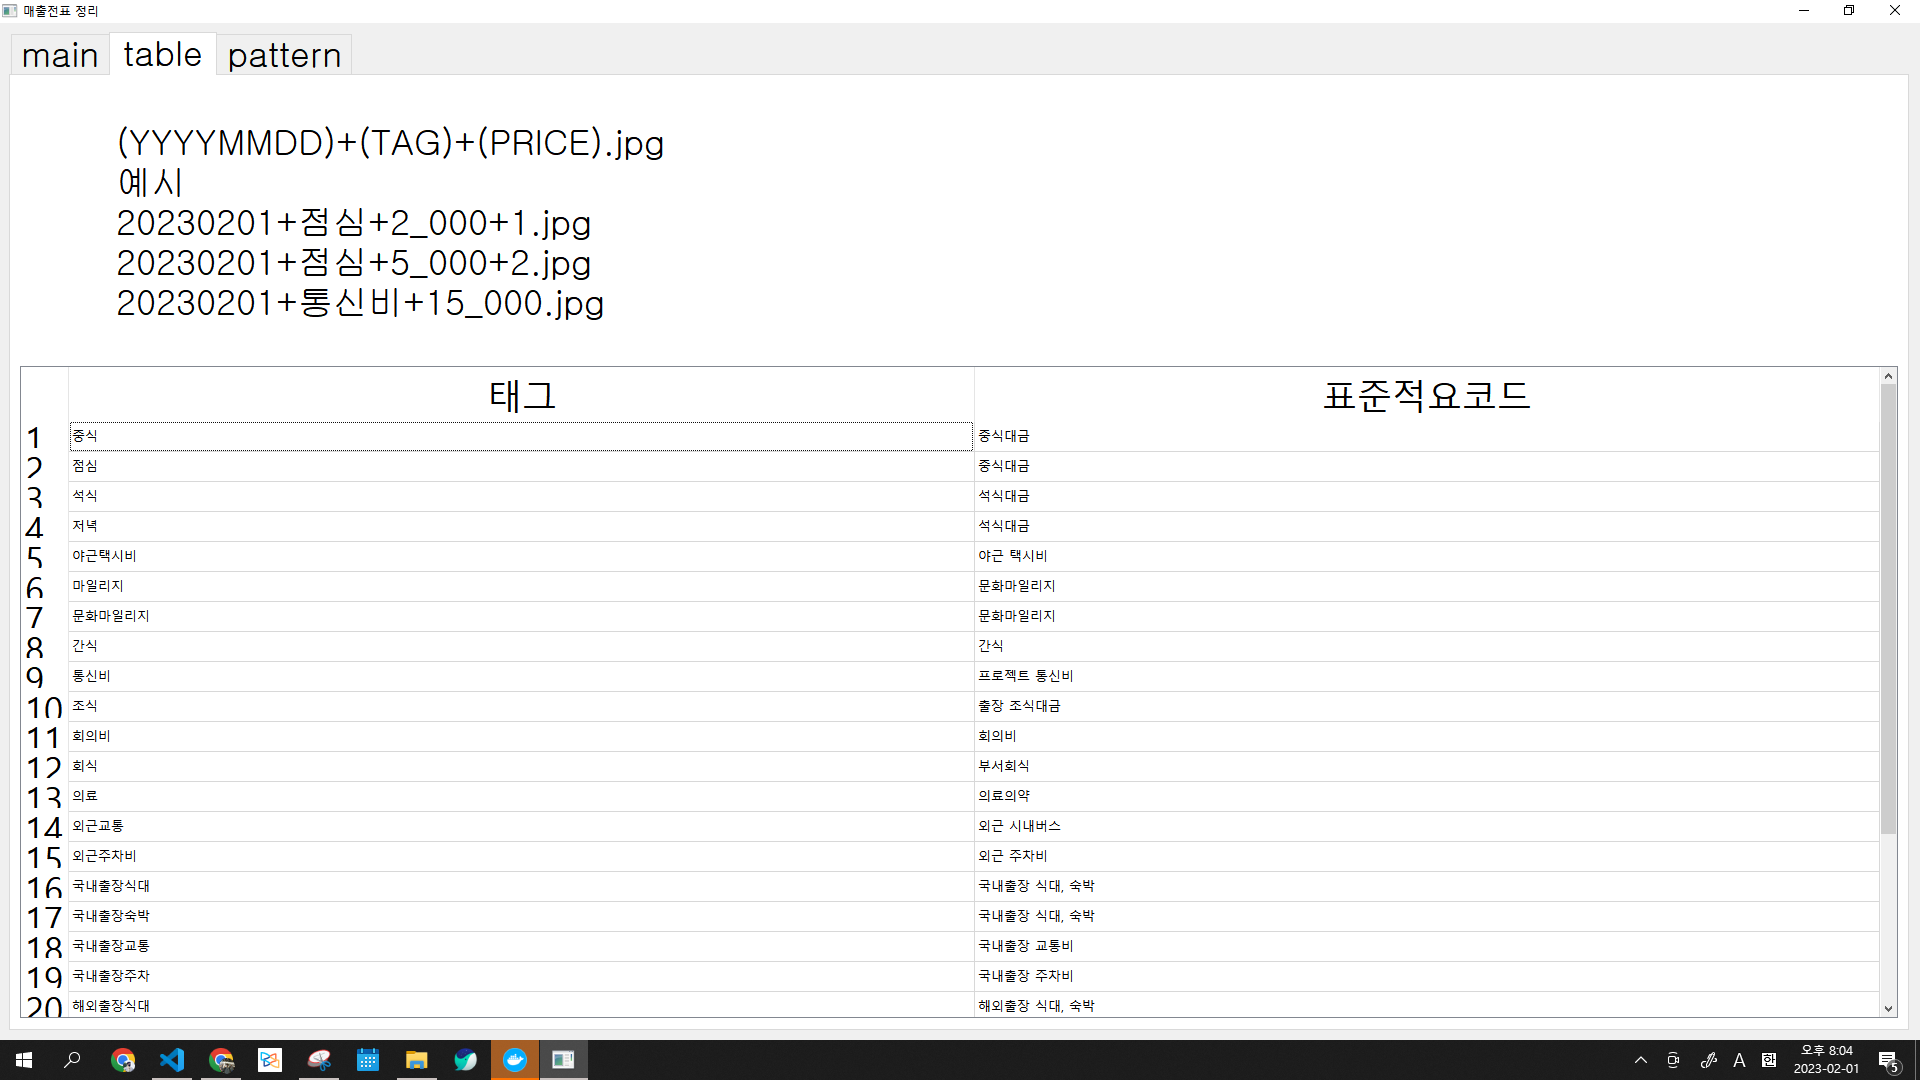 매출전표 정리
main table pattern
(YYYYMMDD)+(TAG)+(PRICE).jpg
예시
20230201+점심+2_000+1.jpg
20230201+점심+5_000+2.jpg
20230201+통신비+15_000.jpg
태그 표준적요코드
1 중식 중식대금
2 점심 중식대금
3 석식 석식대금
4 저녁 석식대금
5 야근택시비 야근 택시비
6 마일리지 문화마일리지
7 문화마일리지 문화마일리지
8 간식 간식
9 통신비 프로젝트 통신비
10 조식 출장 조식대금
11 회의비 회의비
12 회식 부서회식
13 의료 의료의약
14 외근교통 외근 시내버스
15 외근주차비 외근 주차비
16 국내출장식대 국내출장 식대, 숙박
17 국내출장숙박 국내출장 식대, 숙박
18 국내출장교통 국내출장 교통비
19 국내출장주차 국내출장 주차비
20 해외출장식대 해외출장 식대, 숙박
A 한 오후 8:04
2023-02-01 5